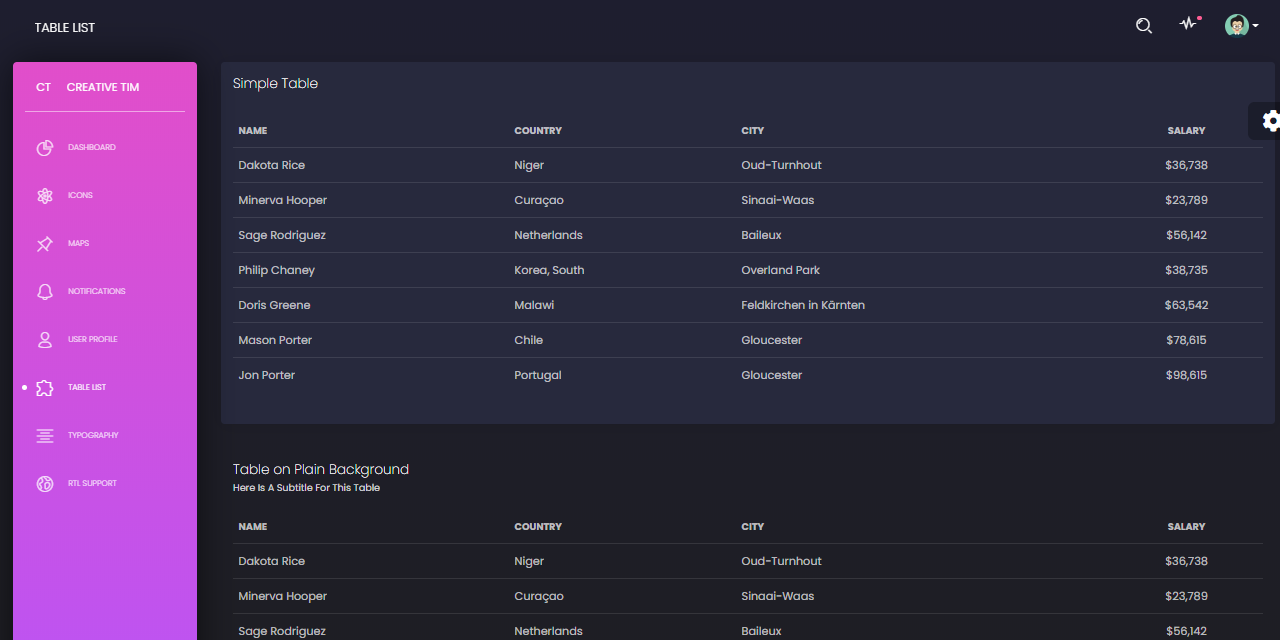 TABLE LIST
CT CREATIVE TIM
DASHBOARD
ICONS
MAPS
NOTIFICATIONS
USER PROFILE
TABLE LIST
TYPOGRAPHY
RTL SUPPORT
Simple Table
NAME COUNTRY CITY SALARY
Dakota Rice Niger Oud-Turnhout $36,738
Minerva Hooper Curaçao Sinaai-Waas $23,789
Sage Rodriguez Netherlands Baileux $56,142
Philip Chaney Korea, South Overland Park $38,735
Doris Greene Malawi Feldkirchen in Kärnten $63,542
Mason Porter Chile Gloucester $78,615
Jon Porter Portugal Gloucester $98,615
Table on Plain Background
Here Is A Subtitle For This Table
NAME COUNTRY CITY SALARY
Dakota Rice Niger Oud-Turnhout $36,738
Minerva Hooper Curaçao Sinaai-Waas $23,789
Sage Rodriguez Netherlands Baileux $56,142